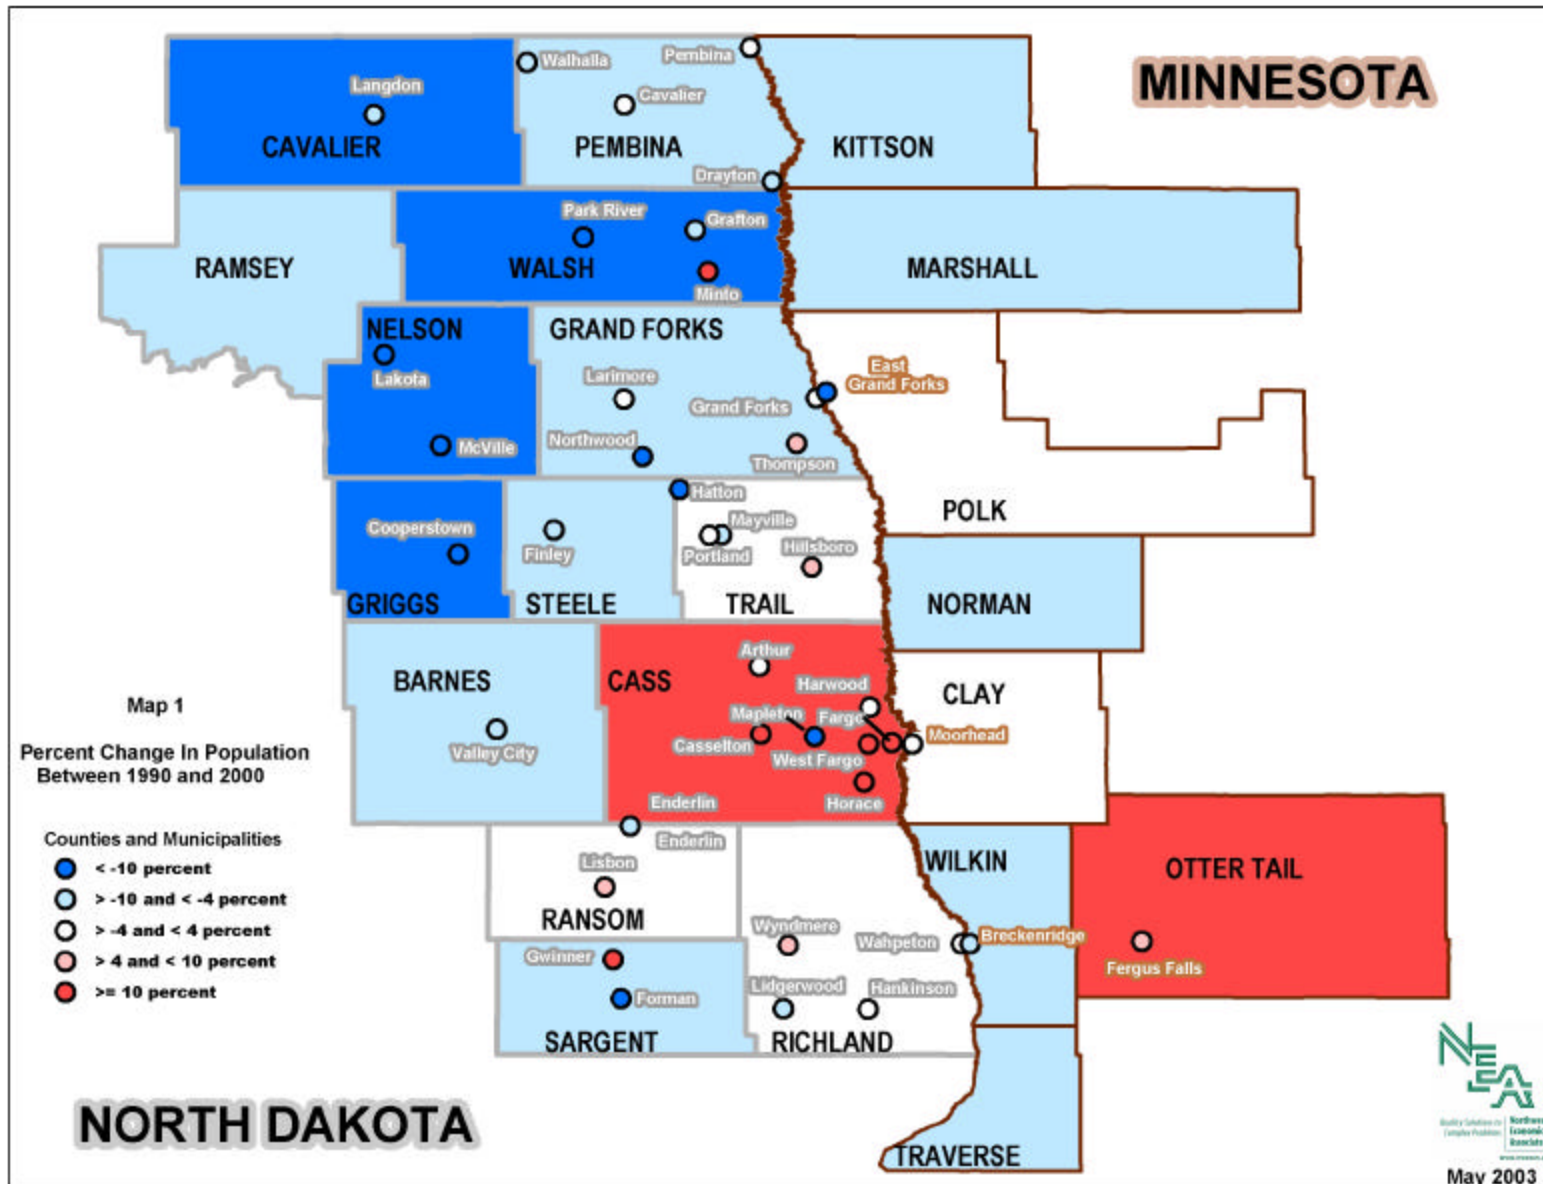 MINNESOTA
Walhalla
Pembina
Langdon
Cavalier
CAVALIER
PEMBINA
KITTSON
Drayton
Park River
Grafton
RAMSEY
WALSH
MARSHALL
Minto
NELSON
GRAND FORKS
Lakota
Larimore
East
Grand Forks
Grand Forks
McVille
Northwood
Thompson
Hatton
POLK
Cooperstown
Finley
Mayville
Portland
Hillsboro
GRIGGS
STEELE
TRAIL
NORMAN
Arthur
BARNES
CASS
Harwood
CLAY
Mapleton
Fargo
Moorhead
Valley City
Casselton
West Fargo
Horace
Map 1
Percent Change In Population
Between 1990 and 2000
Enderlin
Enderlin
Counties and Municipalities
< -10 percent
> -10 and < -4 percent
> -4 and < 4 percent
> 4 and < 10 percent
>= 10 percent
Lisbon
RANSOM
WILKIN
OTTER TAIL
Wyndmere
Wahpeton
Breckenridge
Fergus Falls
Gwinner
Forman
Lidgerwood
Hankinson
SARGENT
RICHLAND
NORTH DAKOTA
TRAVERSE
NEA
May 2003